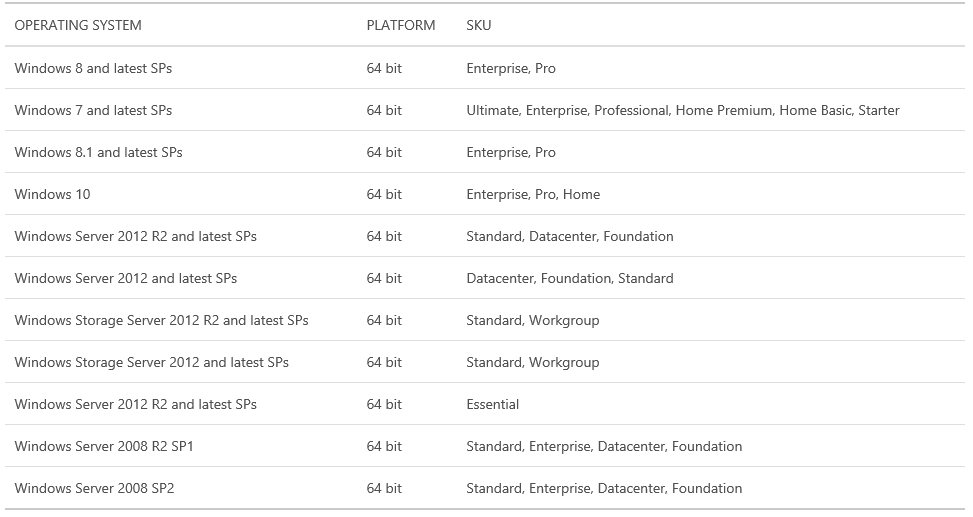 OPERATING SYSTEM PLATFORM SKU
Windows 8 and latest SPs 64 bit Enterprise, Pro
Windows 7 and latest SPs 64 bit Ultimate, Enterprise, Professional, Home Premium, Home Basic, Starter
Windows 8.1 and latest SPs 64 bit Enterprise, Pro
Windows 10 64 bit Enterprise, Pro, Home
Windows Server 2012 R2 and latest SPs 64 bit Standard, Datacenter, Foundation
Windows Server 2012 and latest SPs 64 bit Datacenter, Foundation, Standard
Windows Storage Server 2012 R2 and latest SPs 64 bit Standard, Workgroup
Windows Storage Server 2012 and latest SPs 64 bit Standard, Workgroup
Windows Server 2012 R2 and latest SPs 64 bit Essential
Windows Server 2008 R2 SP1 64 bit Standard, Enterprise, Datacenter, Foundation
Windows Server 2008 SP2 64 bit Standard, Enterprise, Datacenter, Foundation